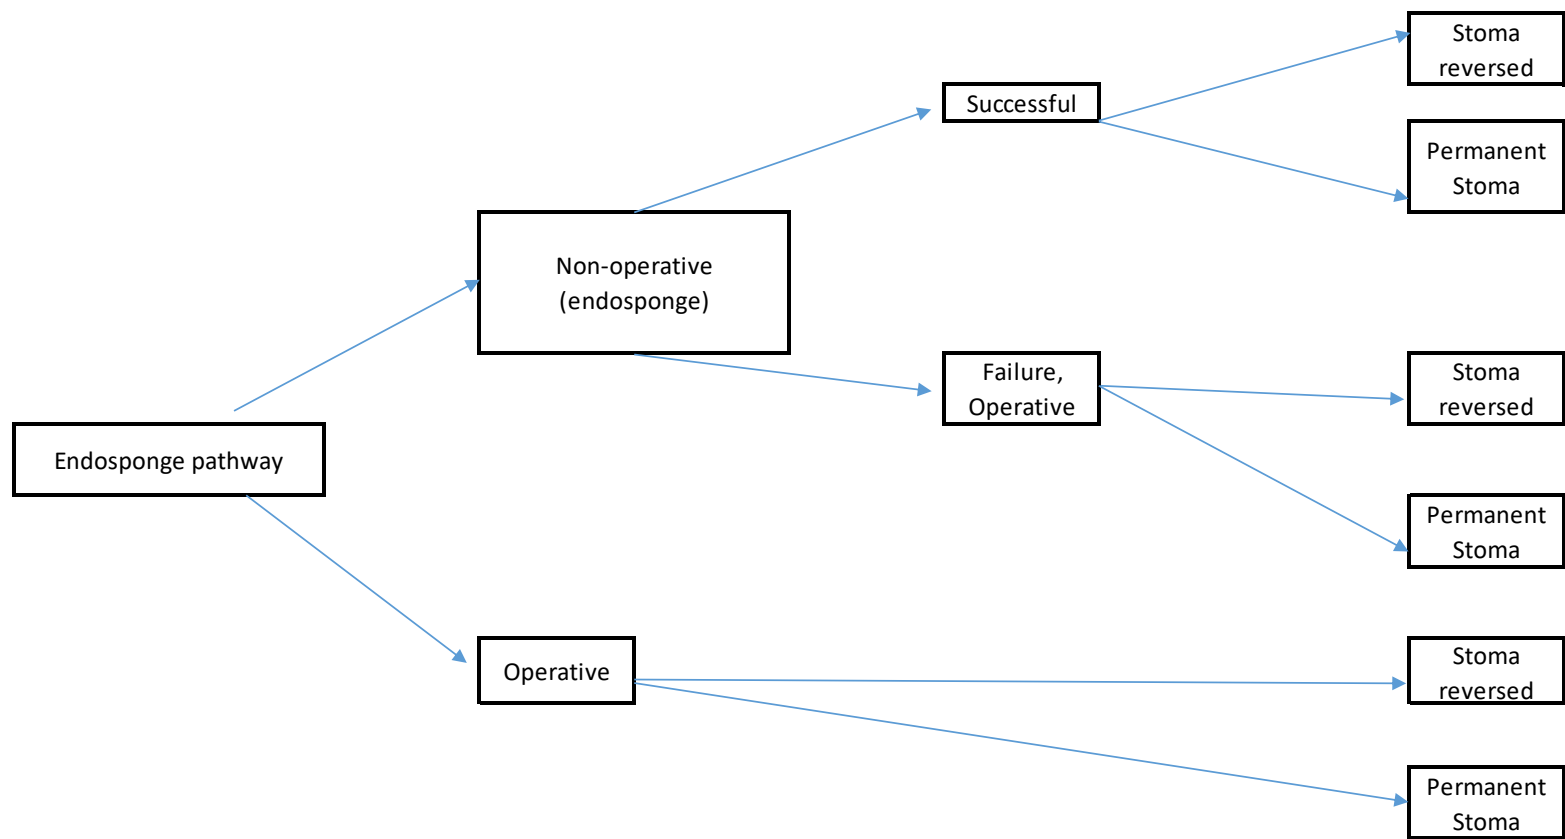 Stoma
reversed
Successful
Permanent
Stoma
Non-operative
(endosponge)
Failure,
Operative
Stoma
reversed
Endosponge pathway
Permanent
Stoma
Operative
Stoma
reversed
Permanent
Stoma